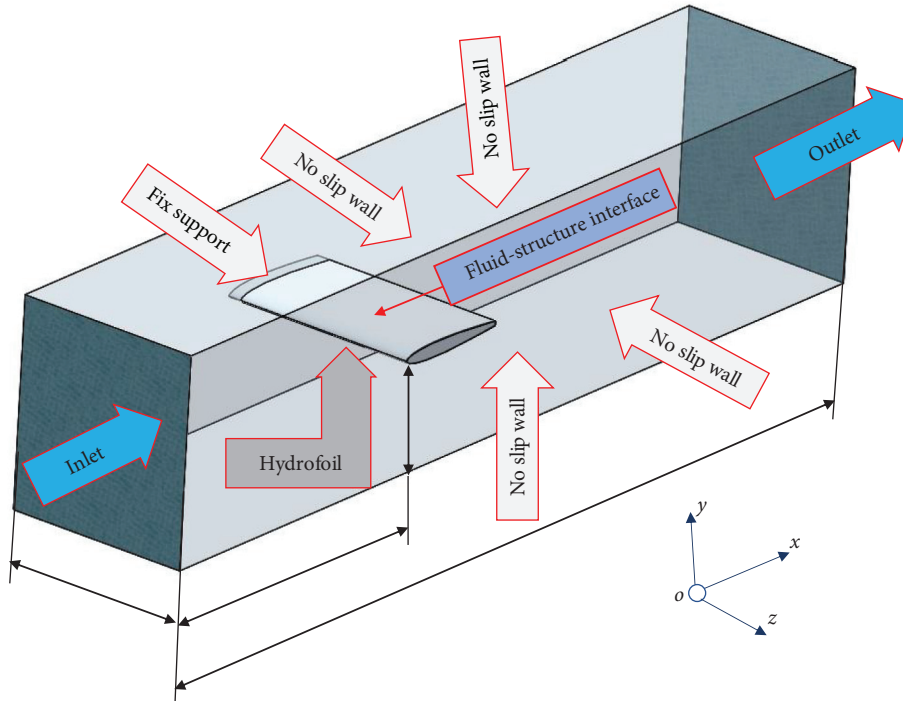 No slip wall
Outlet
No slip wall
Fix support
Fluid-structure interface
No slip wall
Inlet
Hydrofoil
No slip wall
y
x
o
z